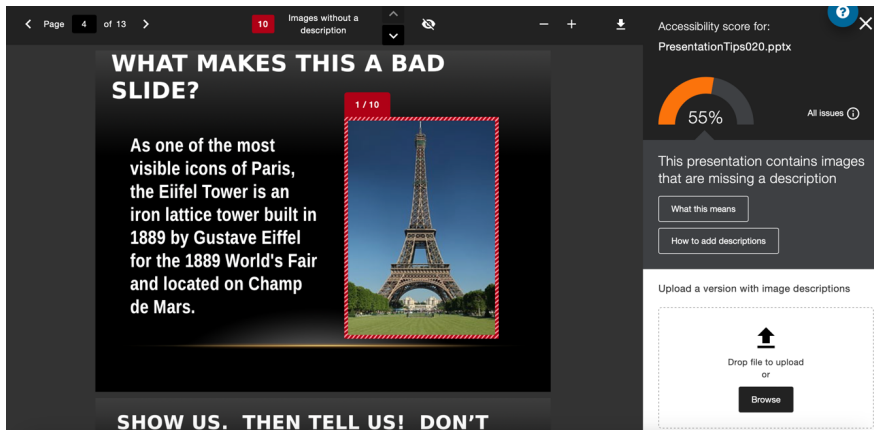 Page 4 of 13
10
Images without a
description
WHAT MAKES THIS A BAD
SLIDE?
1 / 10
As one of the most
visible icons of Paris,
the Eiifel Tower is an
iron lattice tower built in
1889 by Gustave Eiffel
for the 1889 World's Fair
and located on Champ
de Mars.
SHOW US.  THEN TELL US!  DON'T
?
Accessibility score for:
PresentationTips020.pptx
55%
All issues
This presentation contains images
that are missing a description
What this means
How to add descriptions
Upload a version with image descriptions
Drop file to upload
or
Browse